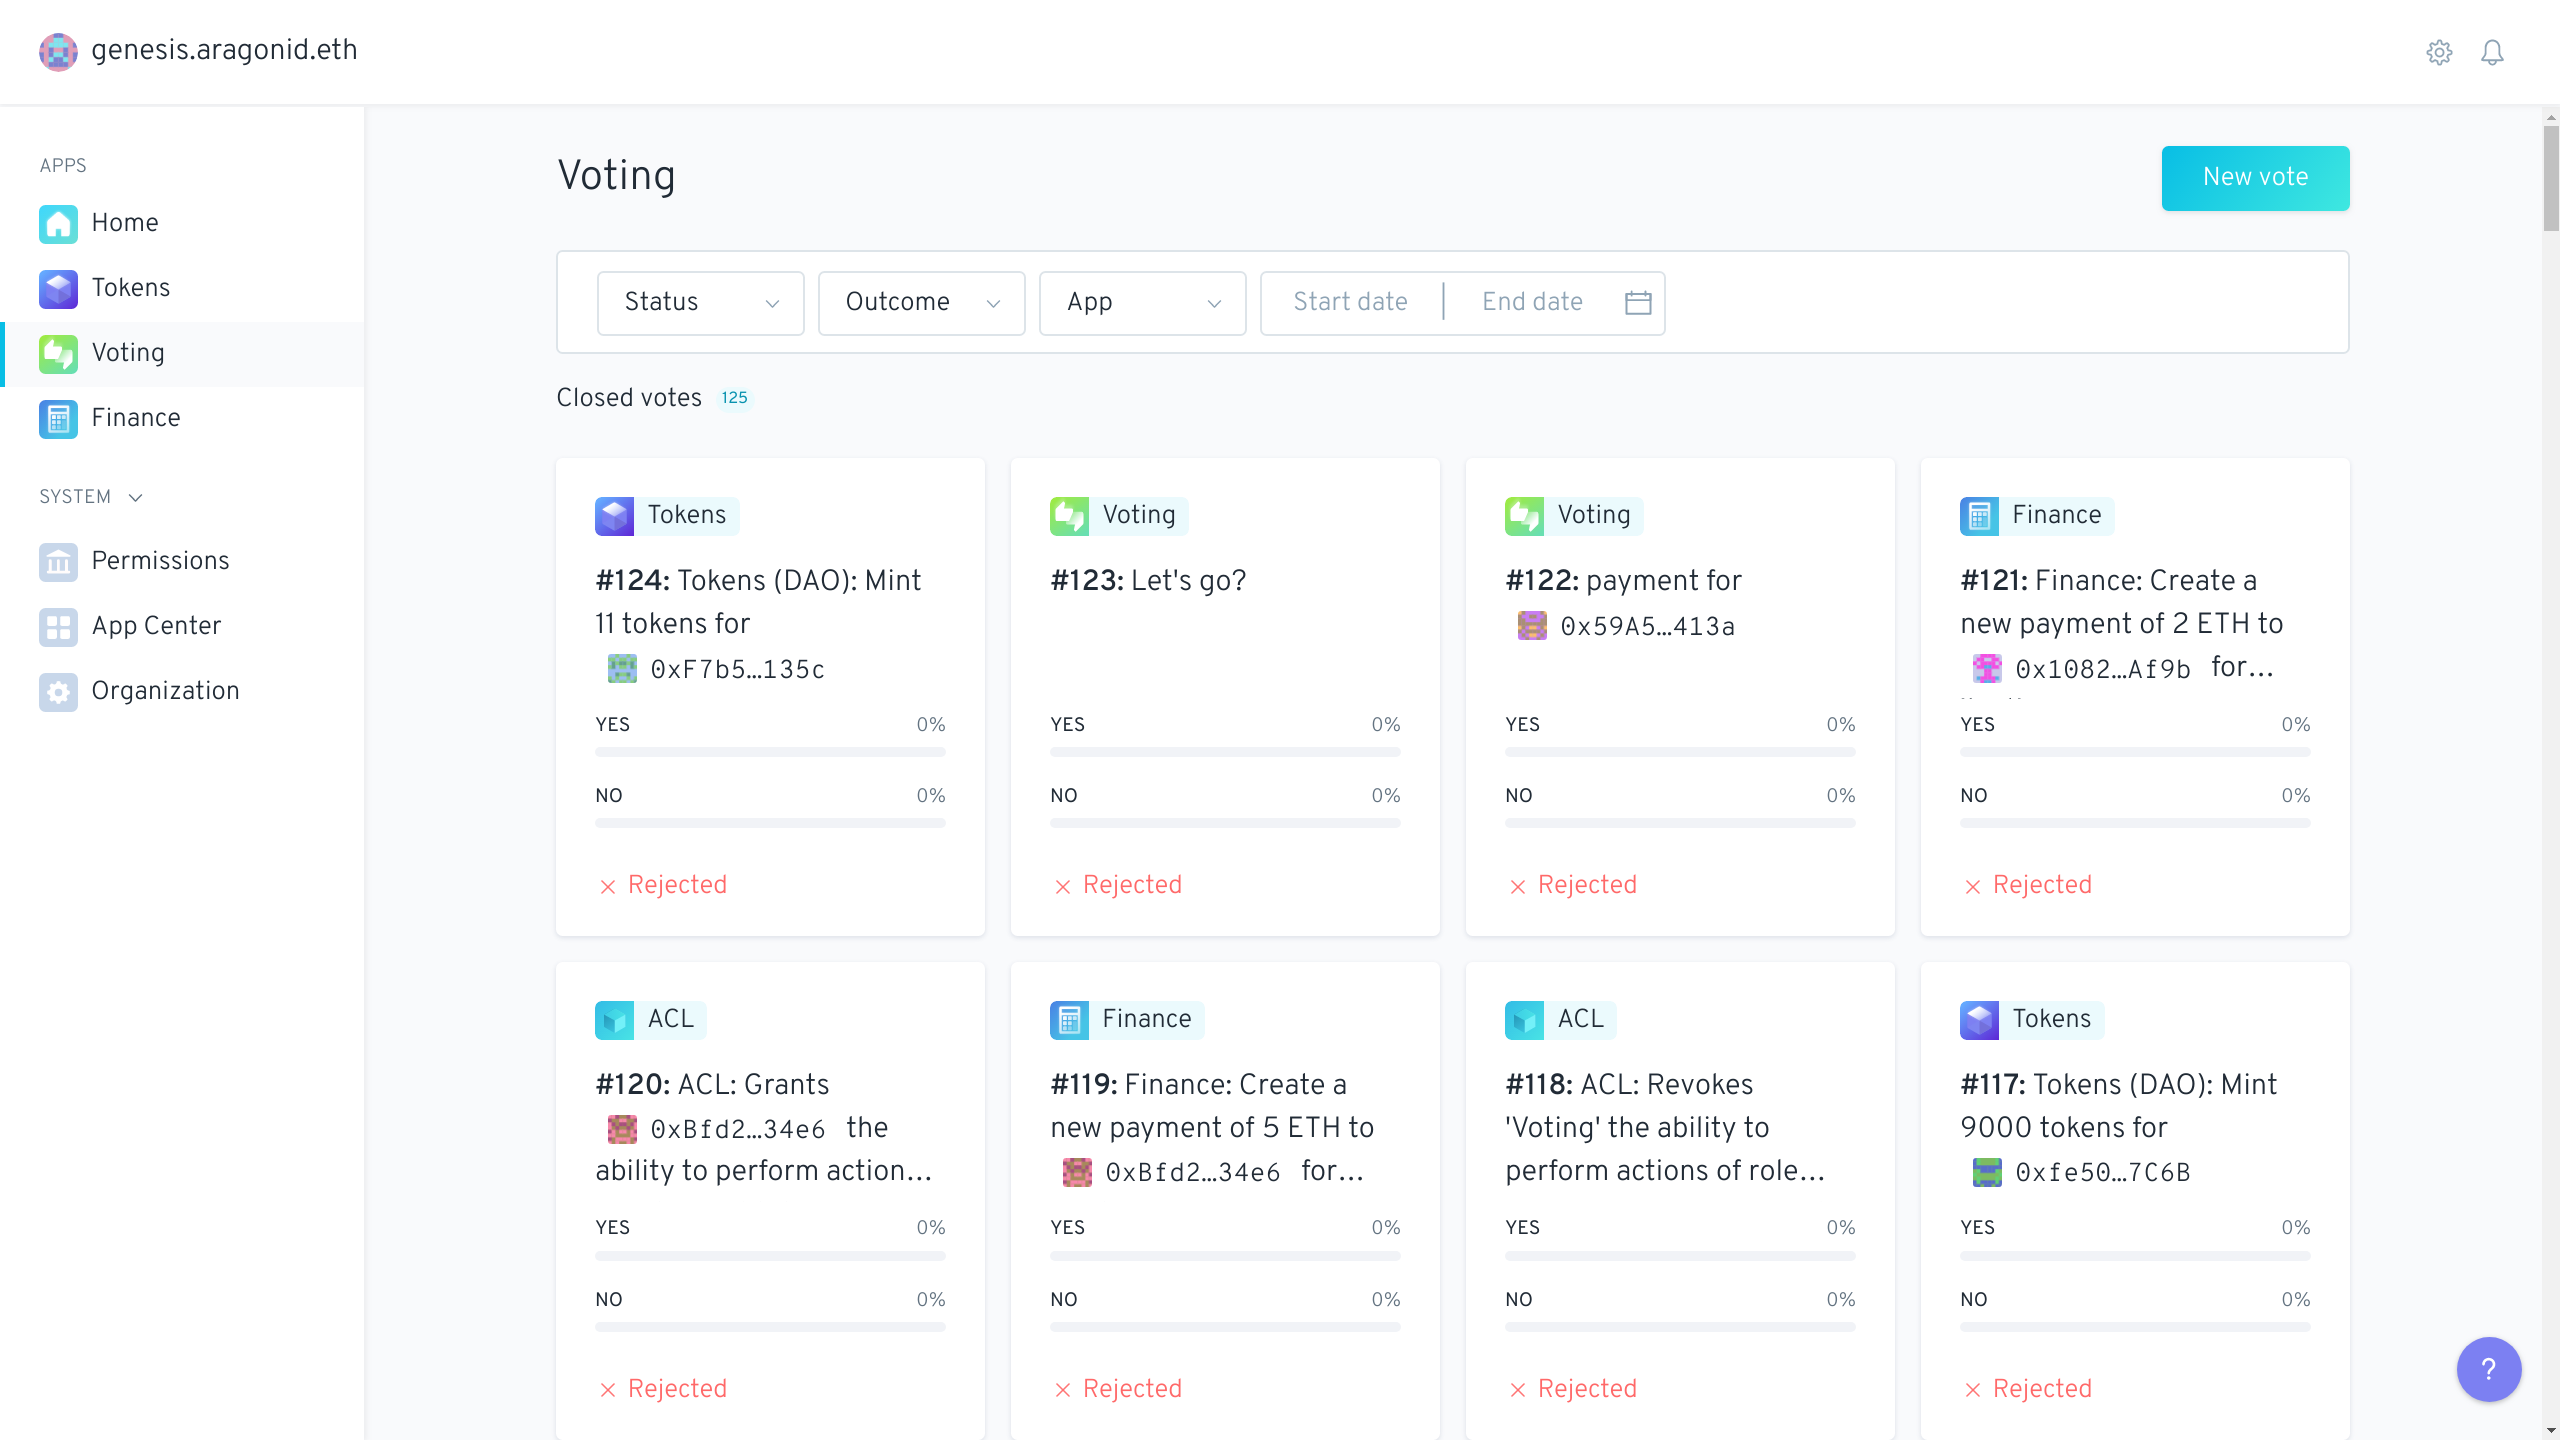 genesis.aragonid.eth
APPS
Home
Tokens
Voting
Finance
SYSTEM
Permissions
App Center
Organization
Voting
New vote
Status
Outcome
App
Start date
End date
Closed votes 125
Tokens
#124: Tokens (DAO): Mint
11 tokens for
0xF7b5…135c
YES 0%
NO 0%
Rejected
Voting
#123: Let's go?
YES 0%
NO 0%
Rejected
Voting
#122: payment for
0x59A5…413a
YES 0%
NO 0%
Rejected
Finance
#121: Finance: Create a
new payment of 2 ETH to
0x1082…Af9b for…
YES 0%
NO 0%
Rejected
ACL
#120: ACL: Grants
0xBfd2…34e6 the
ability to perform action…
YES 0%
NO 0%
Rejected
Finance
#119: Finance: Create a
new payment of 5 ETH to
0xBfd2…34e6 for…
YES 0%
NO 0%
Rejected
ACL
#118: ACL: Revokes
'Voting' the ability to
perform actions of role…
YES 0%
NO 0%
Rejected
Tokens
#117: Tokens (DAO): Mint
9000 tokens for
0xfe50…7C6B
YES 0%
NO 0%
Rejected
?